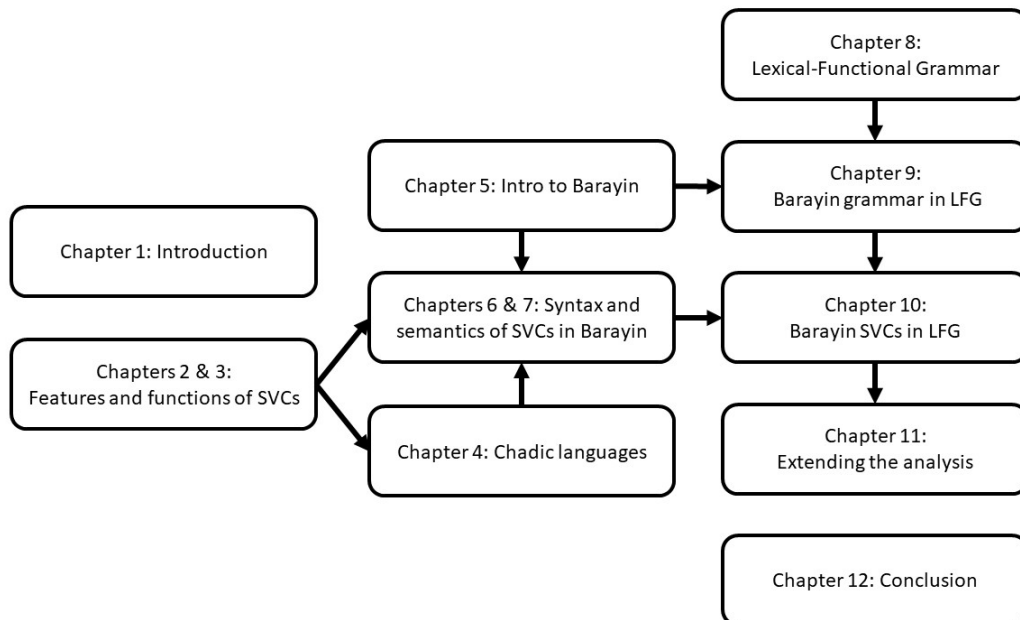 Chapter 1: Introduction
Chapters 2 & 3:
Features and functions of SVCs
Chapter 5: Intro to Barayin
Chapters 6 & 7: Syntax and
semantics of SVCs in Barayin
Chapter 4: Chadic languages
Chapter 8:
Lexical-Functional Grammar
Chapter 9:
Barayin grammar in LFG
Chapter 10:
Barayin SVCs in LFG
Chapter 11:
Extending the analysis
Chapter 12: Conclusion